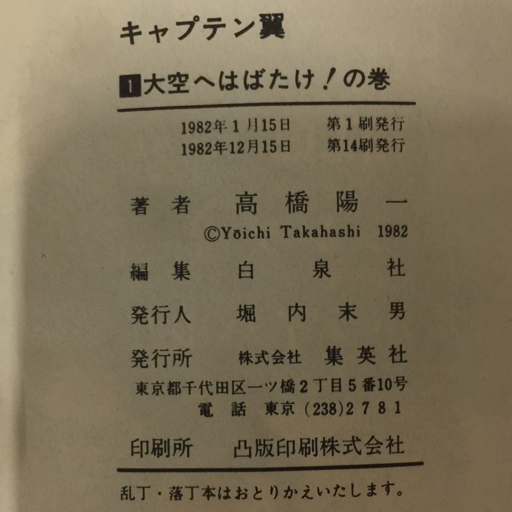 キャプテン翼
1 大空へはばたけ!の巻
1982年1月15日 第1刷発行
1982年12月15日 第14刷発行
著者 高橋陽一
©Yōichi Takahashi 1982
編集 白泉社
発行人 堀内末男
発行所 株式会社 集英社
東京都千代田区一ツ橋2丁目5番10号
電話 東京 (238)2781
印刷所 凸版印刷株式会社
乱丁・落丁本はおとりかえいたします。